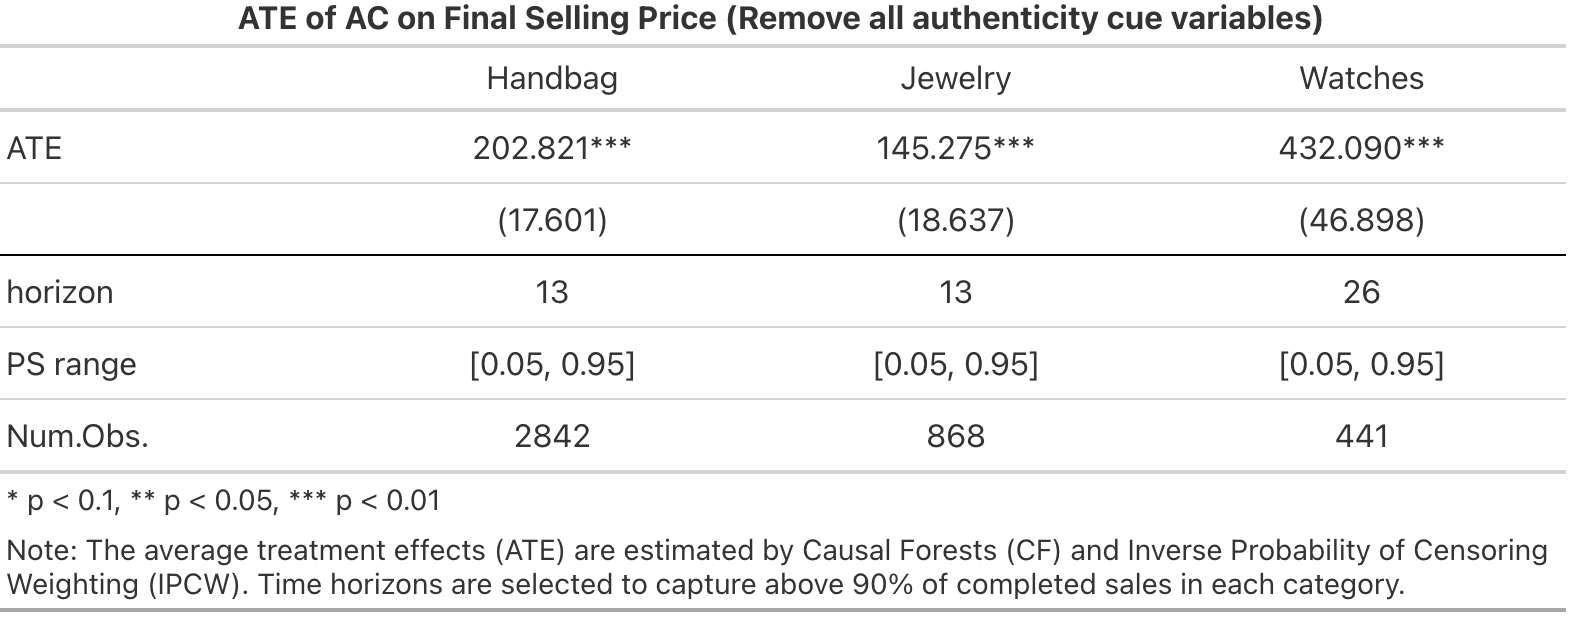 ATE of AC on Final Selling Price (Remove all authenticity cue variables)
Handbag Jewelry Watches
ATE 202.821*** 145.275*** 432.090***
(17.601) (18.637) (46.898)
horizon 13 13 26
PS range [0.05, 0.95] [0.05, 0.95] [0.05, 0.95]
Num.Obs. 2842 868 441
* p < 0.1, ** p < 0.05, *** p < 0.01
Note: The average treatment effects (ATE) are estimated by Causal Forests (CF) and Inverse Probability of Censoring
Weighting (IPCW). Time horizons are selected to capture above 90% of completed sales in each category.